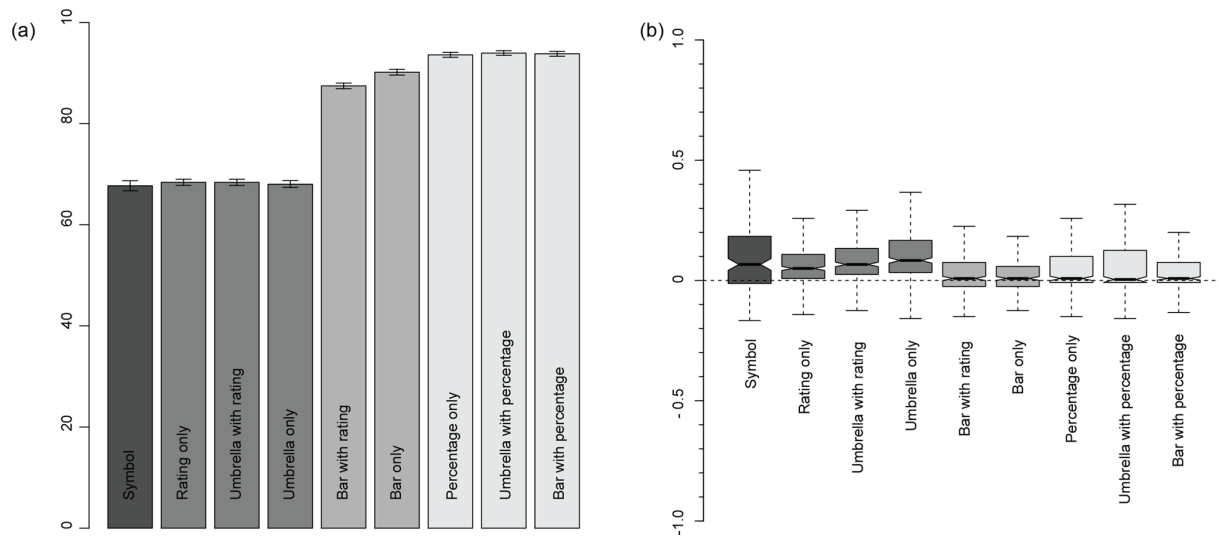 (a)
10
80
60
40
20
0
Symbol
Rating only
Umbrella with rating
Umbrella only
Bar with rating
Bar only
Percentage only
Umbrella with percentage
Bar with percentage
(b)
1.0
0.5
0
- 0.5
-1.0
Symbol
Rating only
Umbrella with rating
Umbrella only
Bar with rating
Bar only
Percentage only
Umbrella with percentage
Bar with percentage